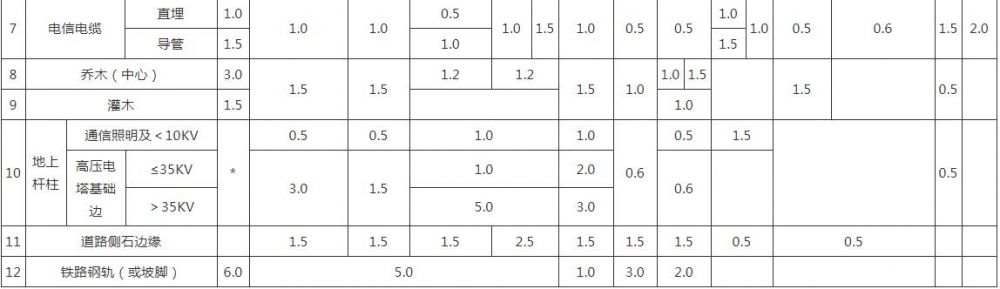 7 电信电缆 直埋 1.0 1.0 1.0 0.5 1.0 1.5 1.0 0.5 0.5 1.0 1.0 0.5 0.6 1.5 2.0
导管 1.5 1.0 1.5
8 乔木（中心） 3.0 1.5 1.5 1.2 1.2 1.5 1.0 1.0 1.5 1.5 0.5
9 灌木 1.5 1.0
10 地上杆柱 通信照明及＜10KV * 0.5 0.5 1.0 1.0 0.6 0.5 1.5 0.5
高压电塔基础边 ≤35KV 3.0 1.5 1.0 2.0 0.6
＞35KV 5.0 3.0
11 道路侧石边缘 1.5 1.5 1.5 2.5 1.5 1.5 1.5 0.5 0.5
12 铁路钢轨（或坡脚） 6.0 5.0 1.0 3.0 2.0